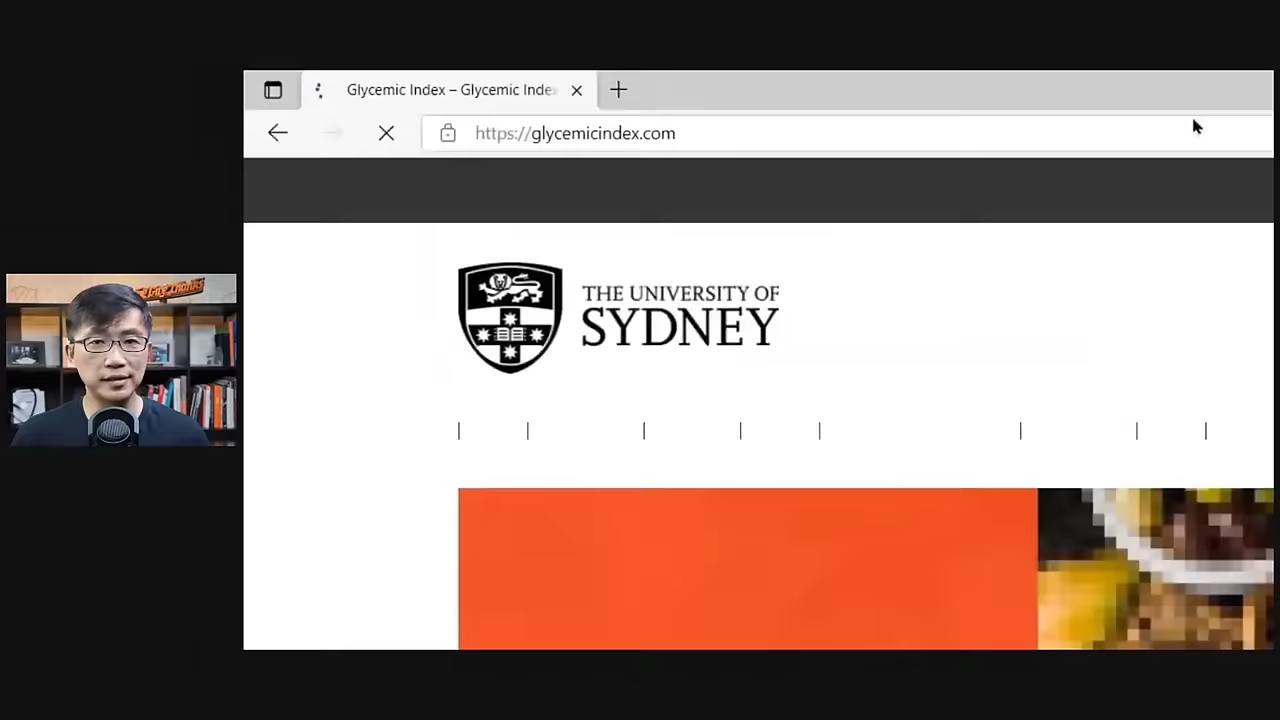 Glycemic Index – Glycemic Inde
https://glycemicindex.com
THE UNIVERSITY OF
SYDNEY